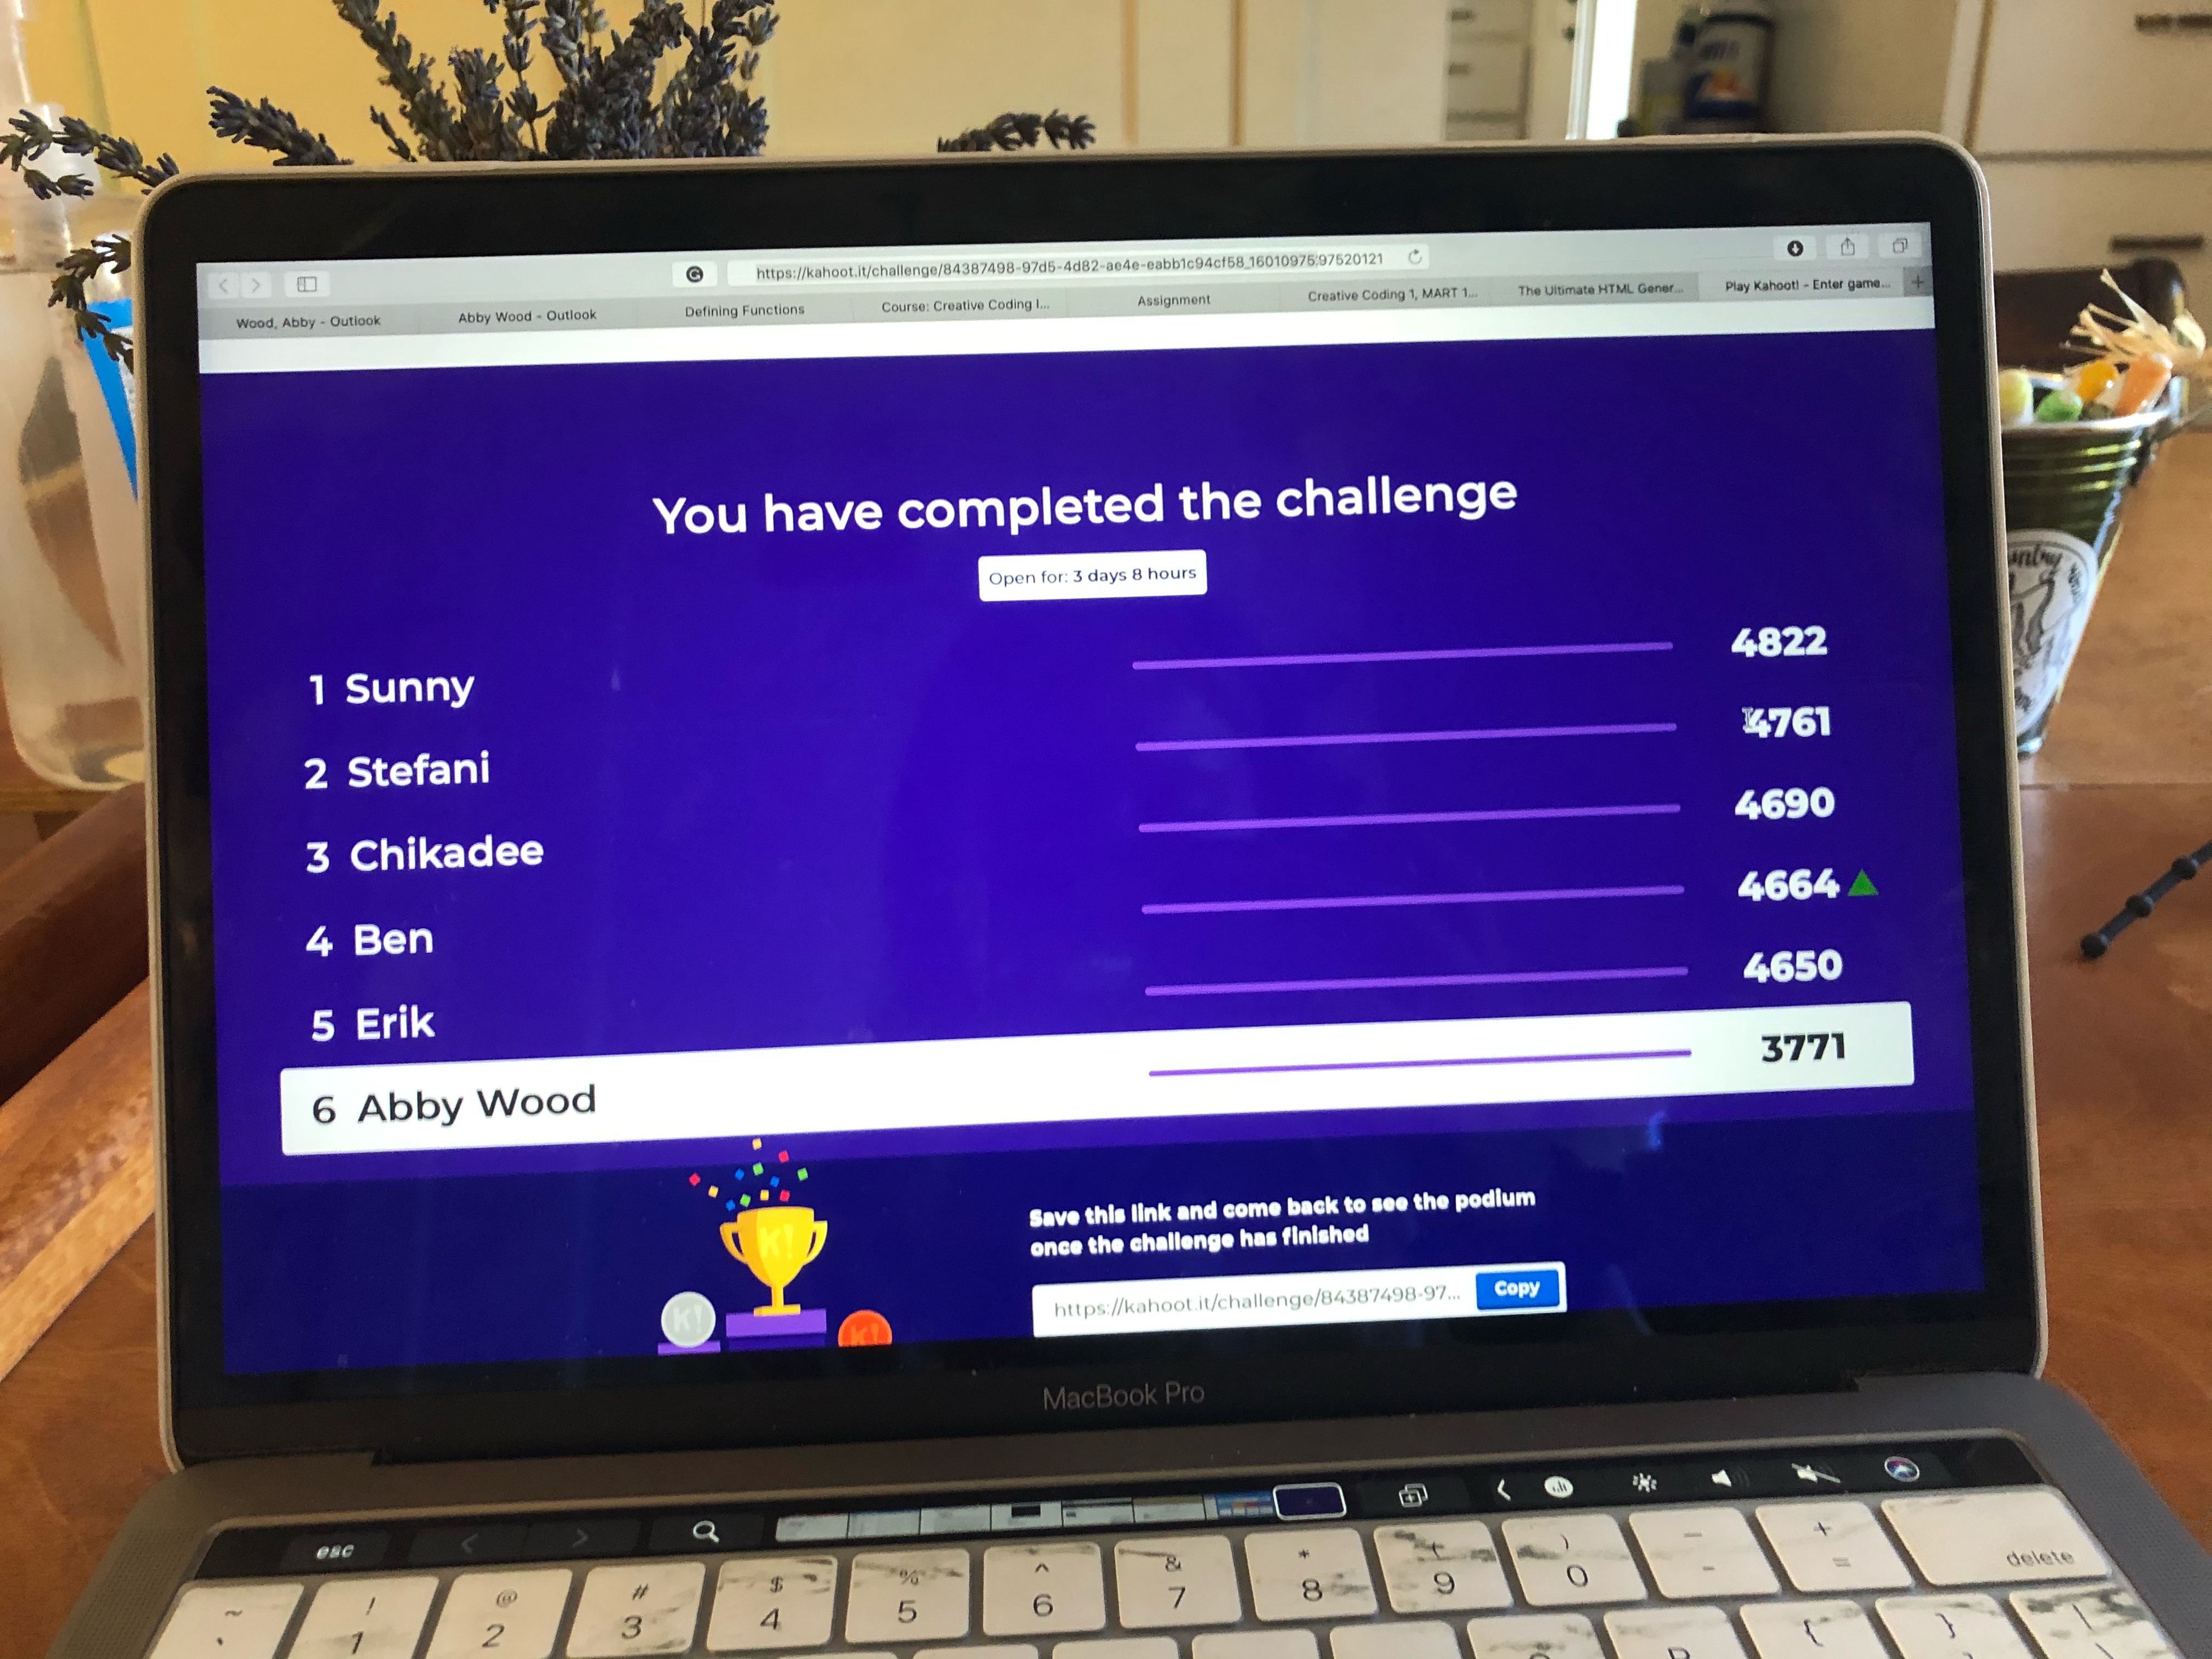 https://kahoot.it/challenge/84387498-97d5-4d82-ae4e-eabb1c94cf58_1601097597520121
Wood, Abby - Outlook
Abby Wood - Outlook
Defining Functions
Course: Creative Coding I...
Assignment
Creative Coding 1, MART 1...
The Ultimate HTML Gener...
Play Kahoot! - Enter game...
You have completed the challenge
Open for: 3 days 8 hours
1 Sunny 4822
2 Stefani 4761
3 Chikadee 4690
4 Ben 4664
5 Erik 4650
6 Abby Wood 3771
K!
K!
K!
Save this link and come back to see the podium
once the challenge has finished
https://kahoot.it/challenge/84387498-97... Copy
MacBook Pro
esc
~ ! @ # $ % ^ & * ( ) — +
` 1 2 3 4 5 6 7 8 9 0 - = delete
P { } |